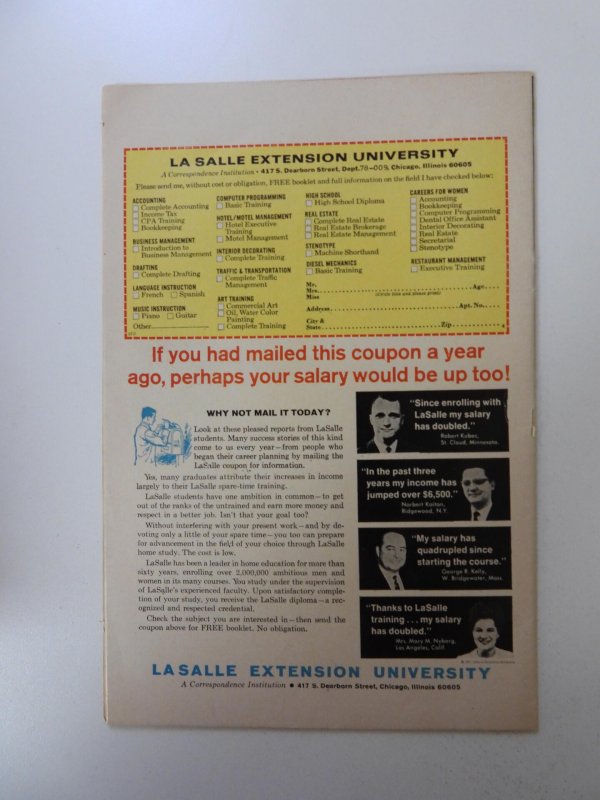 LA SALLE EXTENSION UNIVERSITY
A Correspondence Institution • 417 S. Dearborn Street, Dept. 78-009, Chicago, Illinois 60605
Please send me, without cost or obligation, FREE booklet and full information on the field I have checked below:
ACCOUNTING
Complete Accounting
Income Tax
CPA Training
Bookkeeping
BUSINESS MANAGEMENT
Introduction to
Business Management
DRAFTING
Complete Drafting
LANGUAGE INSTRUCTION
French Spanish
MUSIC INSTRUCTION
Piano Guitar
Other
COMPUTER PROGRAMMING
Basic Training
HOTEL/MOTEL MANAGEMENT
Hotel Executive
Training
Motel Management
INTERIOR DECORATING
Complete Training
TRAFFIC & TRANSPORTATION
Complete Traffic
Management
ART TRAINING
Commercial Art
Oil, Water Color
Painting
Complete Training
HIGH SCHOOL
High School Diploma
REAL ESTATE
Complete Real Estate
Real Estate Brokerage
Real Estate Management
STENOTYPE
Machine Shorthand
DIESEL MECHANICS
Basic Training
CAREERS FOR WOMEN
Accounting
Bookkeeping
Computer Programming
Dental Office Assistant
Interior Decorating
Real Estate
Secretarial
Stenotype
RESTAURANT MANAGEMENT
Executive Training
Mr.
Mrs. Age
Miss (circle title and please print)
Address Apt. No.
City &
State Zip
If you had mailed this coupon a year
ago, perhaps your salary would be up too!
WHY NOT MAIL IT TODAY?
Look at these pleased reports from LaSalle
students. Many success stories of this kind
come to us every year—from people who
began their career planning by mailing the
LaSalle coupon for information.
Yes, many graduates attribute their increases in income
largely to their LaSalle spare-time training.
LaSalle students have one ambition in common—to get
out of the ranks of the untrained and earn more money and
respect in a better job. Isn't that your goal too?
Without interfering with your present work—and by de-
voting only a little of your spare time—you too can prepare
for advancement in the field of your choice through LaSalle
home study. The cost is low.
LaSalle has been a leader in home education for more than
sixty years, enrolling over 2,000,000 ambitious men and
women in its many courses. You study under the supervision
of LaSalle's experienced faculty. Upon satisfactory comple-
tion of your study, you receive the LaSalle diploma—a rec-
ognized and respected credential.
Check the subject you are interested in—then send the
coupon above for FREE booklet. No obligation.
"Since enrolling with
LaSalle my salary
has doubled."
Robert Kubec,
St. Cloud, Minnesota.
"In the past three
years my income has
jumped over $6,500."
Norbert Kaiton,
Ridgewood, N.Y.
"My salary has
quadrupled since
starting the course."
George B. Kelly,
W. Bridgewater, Mass.
"Thanks to LaSalle
training . . . my salary
has doubled."
Mrs. Mary M. Nyberg,
Los Angeles, Calif.
LA SALLE EXTENSION UNIVERSITY
A Correspondence Institution • 417 S. Dearborn Street, Chicago, Illinois 60605